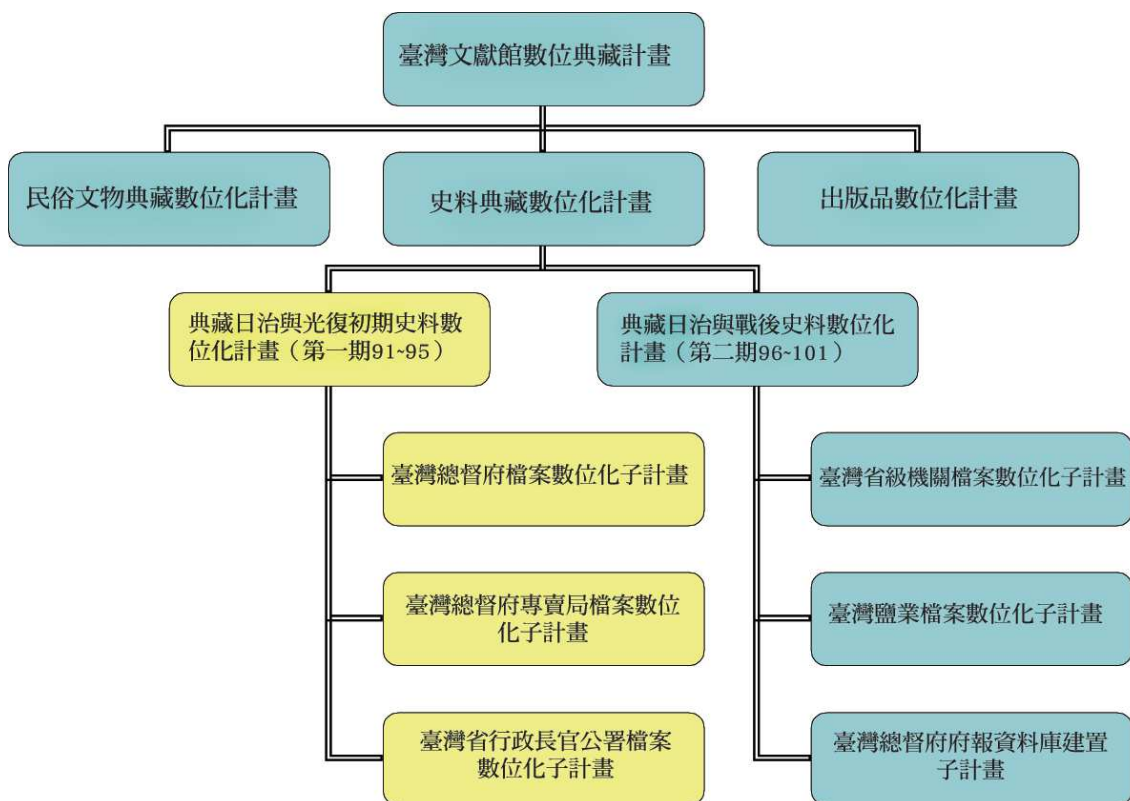 臺灣文獻館數位典藏計畫
民俗文物典藏數位化計畫
史料典藏數位化計畫
出版品數位化計畫
典藏日治與光復初期史料數
位化計畫（第一期91~95）
典藏日治與戰後史料數位化
計畫（第二期96~101）
臺灣總督府檔案數位化子計畫
臺灣總督府專賣局檔案數位
化子計畫
臺灣省行政長官公署檔案
數位化子計畫
臺灣省級機關檔案數位化子計畫
臺灣鹽業檔案數位化子計畫
臺灣總督府府報資料庫建置
子計畫